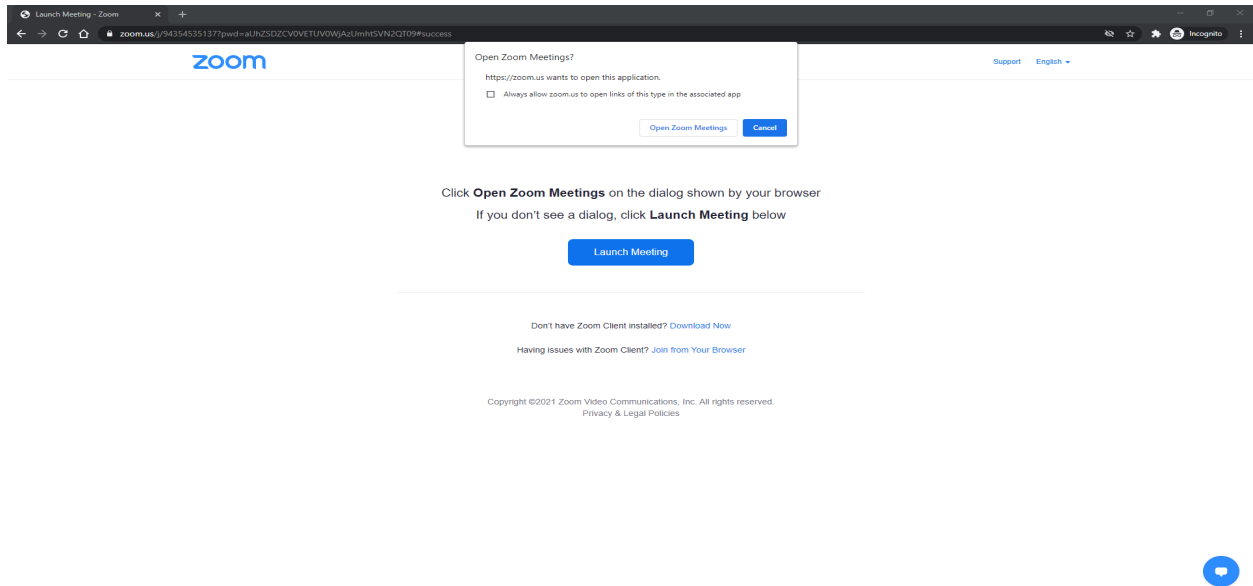 Launch Meeting - Zoom
zoom.us/j/94354535137?pwd=aUhZSDZCV0VETUV0WjAzUmhtSVN2QT09#success
Incognito
zoom
Support English
Open Zoom Meetings?
https://zoom.us wants to open this application.
Always allow zoom.us to open links of this type in the associated app
Open Zoom Meetings Cancel
Click Open Zoom Meetings on the dialog shown by your browser
If you don't see a dialog, click Launch Meeting below
Launch Meeting
Don't have Zoom Client installed? Download Now
Having issues with Zoom Client? Join from Your Browser
Copyright ©2021 Zoom Video Communications, Inc. All rights reserved.
Privacy & Legal Policies